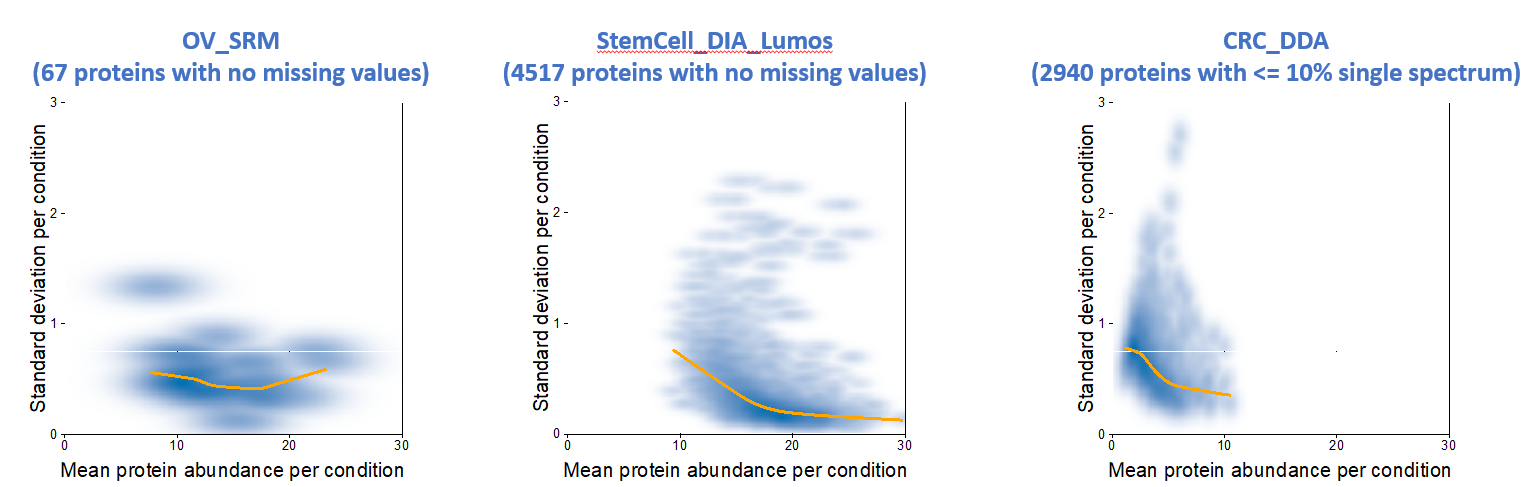 OV_SRM
(67 proteins with no missing values)
3
2
1
0
0
10
20
30
Standard deviation per condition
Mean protein abundance per condition
StemCell_DIA_Lumos
(4517 proteins with no missing values)
3
2
1
0
0
10
20
30
Standard deviation per condition
Mean protein abundance per condition
CRC_DDA
(2940 proteins with <= 10% single spectrum)
3
2
1
0
0
10
20
30
Standard deviation per condition
Mean protein abundance per condition